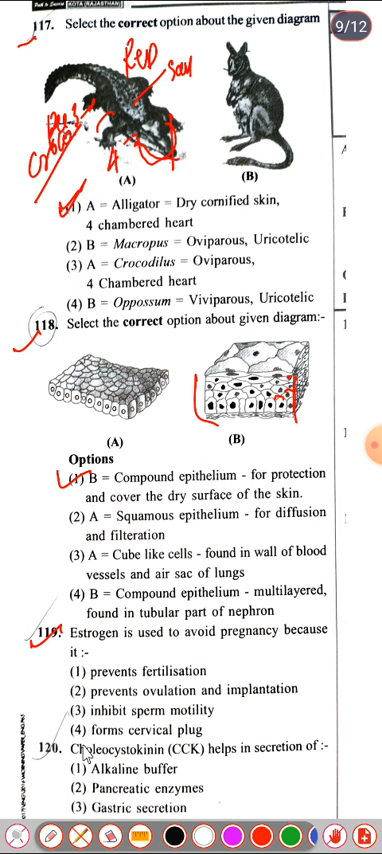 Path to Success KOTA (RAJASTHAN)
9/12
117. Select the correct option about the given diagram
Red
4
(A)
(B)
(1) A = Alligator = Dry cornified skin,
4 chambered heart
(2) B = Macropus = Oviparous, Uricotelic
(3) A = Crocodilus = Oviparous,
4 Chambered heart
(4) B = Oppossum = Viviparous, Uricotelic
118. Select the correct option about given diagram:-
(A)
(B)
Options
(1) B = Compound epithelium - for protection
and cover the dry surface of the skin.
(2) A = Squamous epithelium - for diffusion
and filteration
(3) A = Cube like cells - found in wall of blood
vessels and air sac of lungs
(4) B = Compound epithelium - multilayered,
found in tubular part of nephron
119. Estrogen is used to avoid pregnancy because
it :-
(1) prevents fertilisation
(2) prevents ovulation and implantation
(3) inhibit sperm motility
(4) forms cervical plug
120. Choleocystokinin (CCK) helps in secretion of :-
(1) Alkaline buffer
(2) Pancreatic enzymes
(3) Gastric secretion